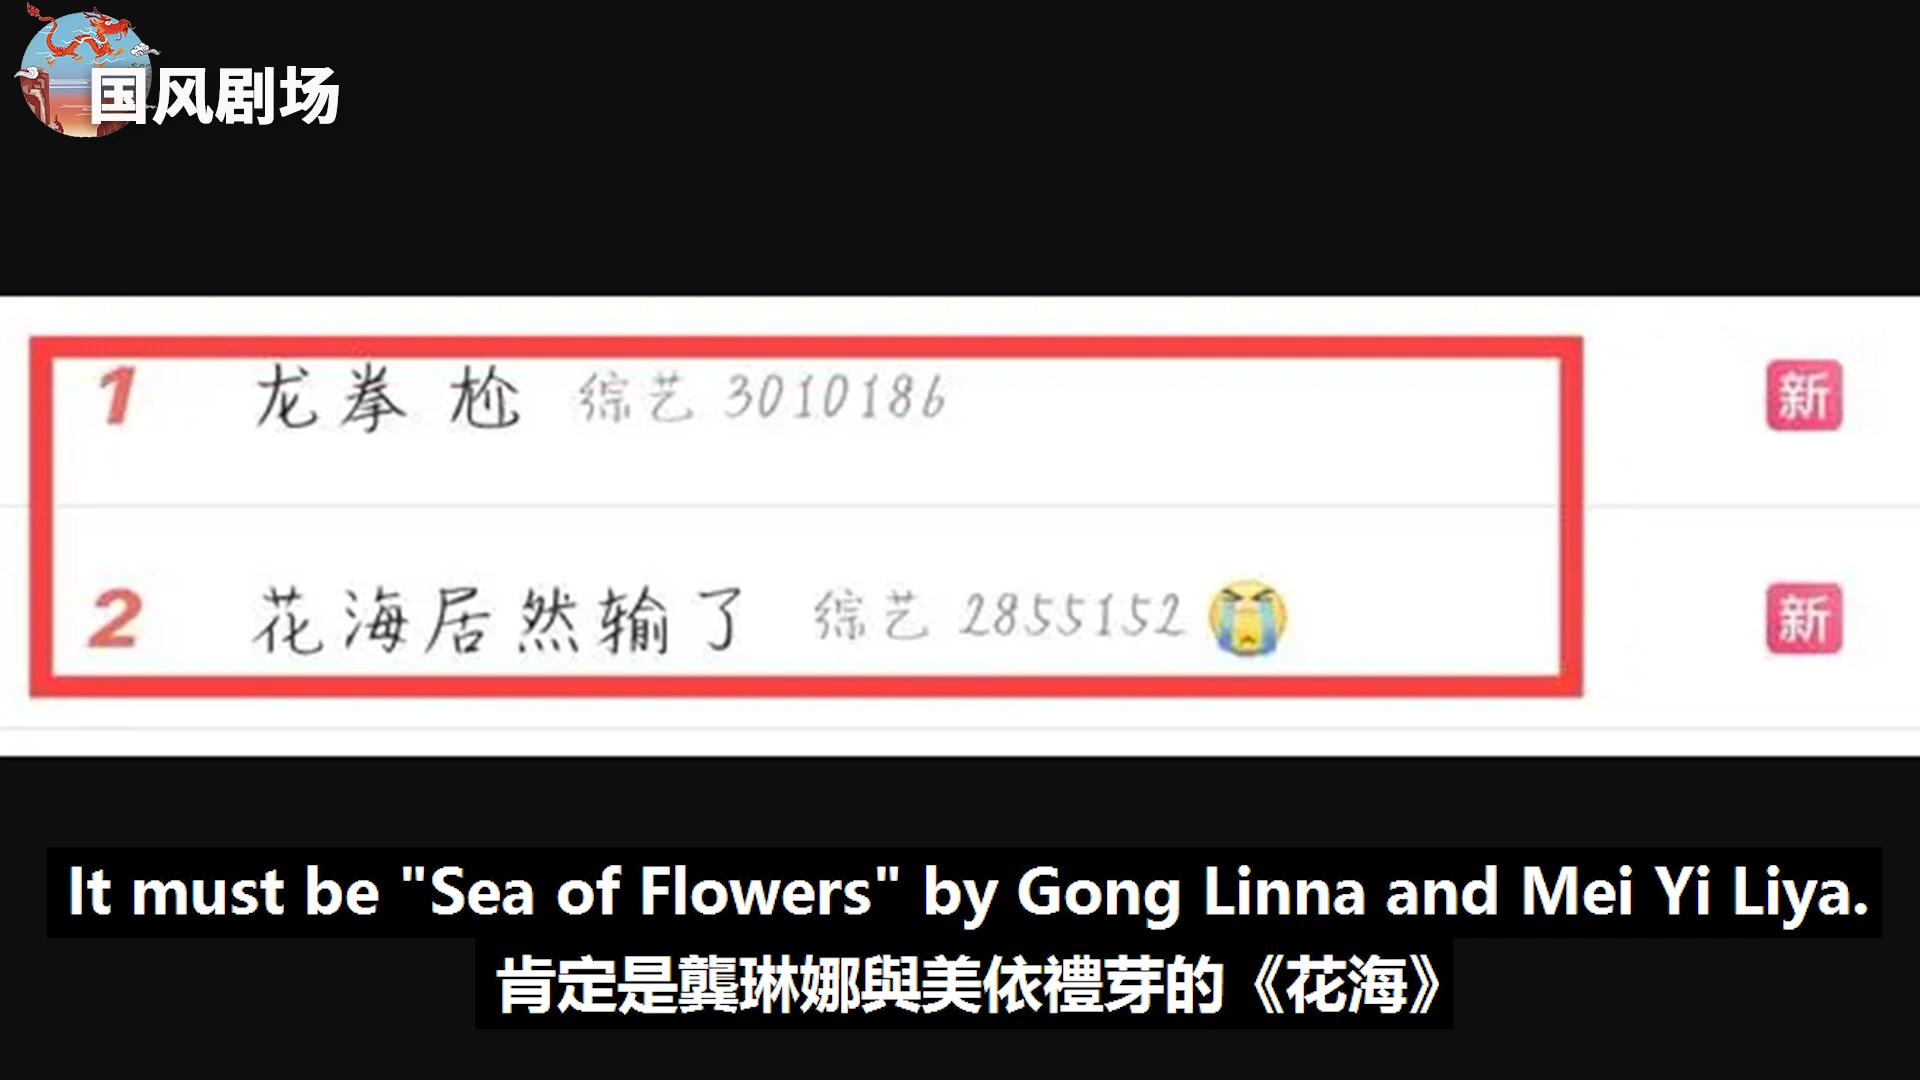 国风剧场
1 龙拳 尬 综艺 3010186 新
2 花海居然输了 综艺 2855152 😭 新
It must be "Sea of Flowers" by Gong Linna and Mei Yi Liya.
肯定是龔琳娜與美依禮芽的《花海》